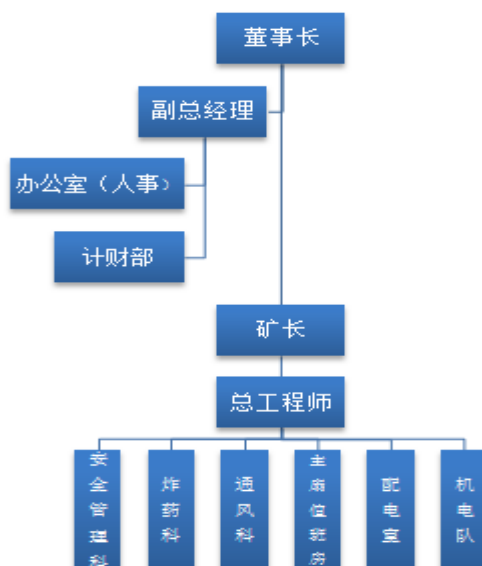 董事长
副总经理
办公室（人事）
计财部
矿长
总工程师
安全管理科
炸药科
通风科
主扇值班房
配电室
机电队